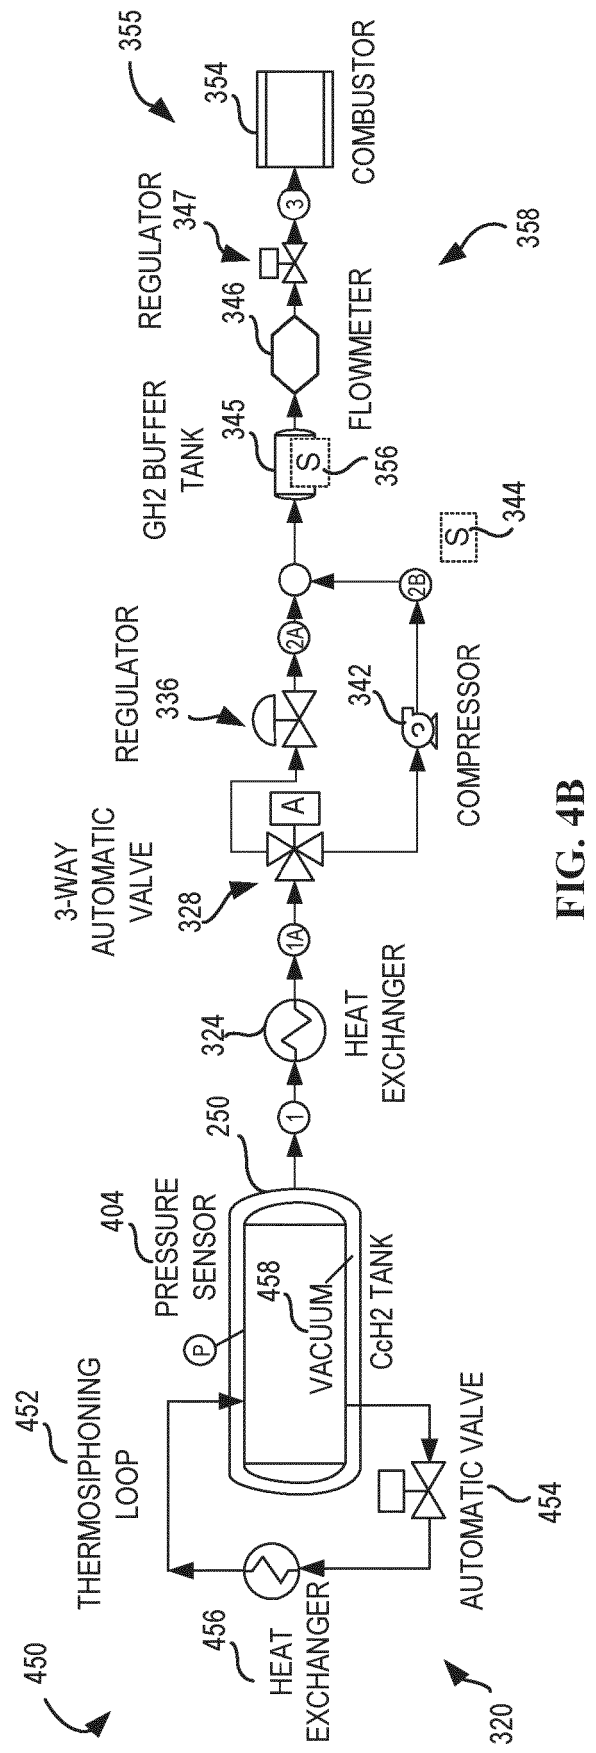 450
452
THERMOSIPHONING
LOOP
404
PRESSURE
SENSOR
P
250
458
VACUUM
CcH2 TANK
456
HEAT
EXCHANGER
AUTOMATIC VALVE
454
320
1
324
HEAT
EXCHANGER
1A
3-WAY
AUTOMATIC
VALVE
328
A
REGULATOR
336
2A
342
COMPRESSOR
2B
S
344
GH2 BUFFER
TANK
345
S
356
346
FLOWMETER
REGULATOR
347
3
354
COMBUSTOR
355
358
FIG. 4B